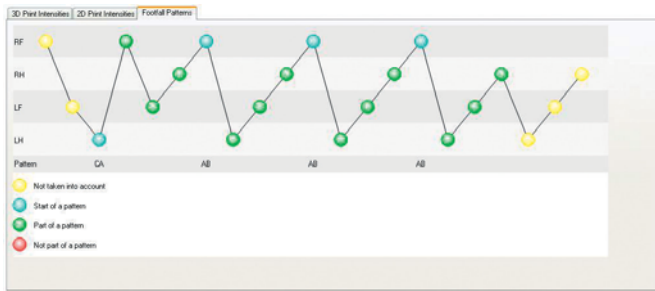 3D Print Intensities 2D Print Intensities Footfall Patterns
RF
RH
LF
LH
Pattern CA AB AB AB
Not taken into account
Start of a pattern
Part of a pattern
Not part of a pattern